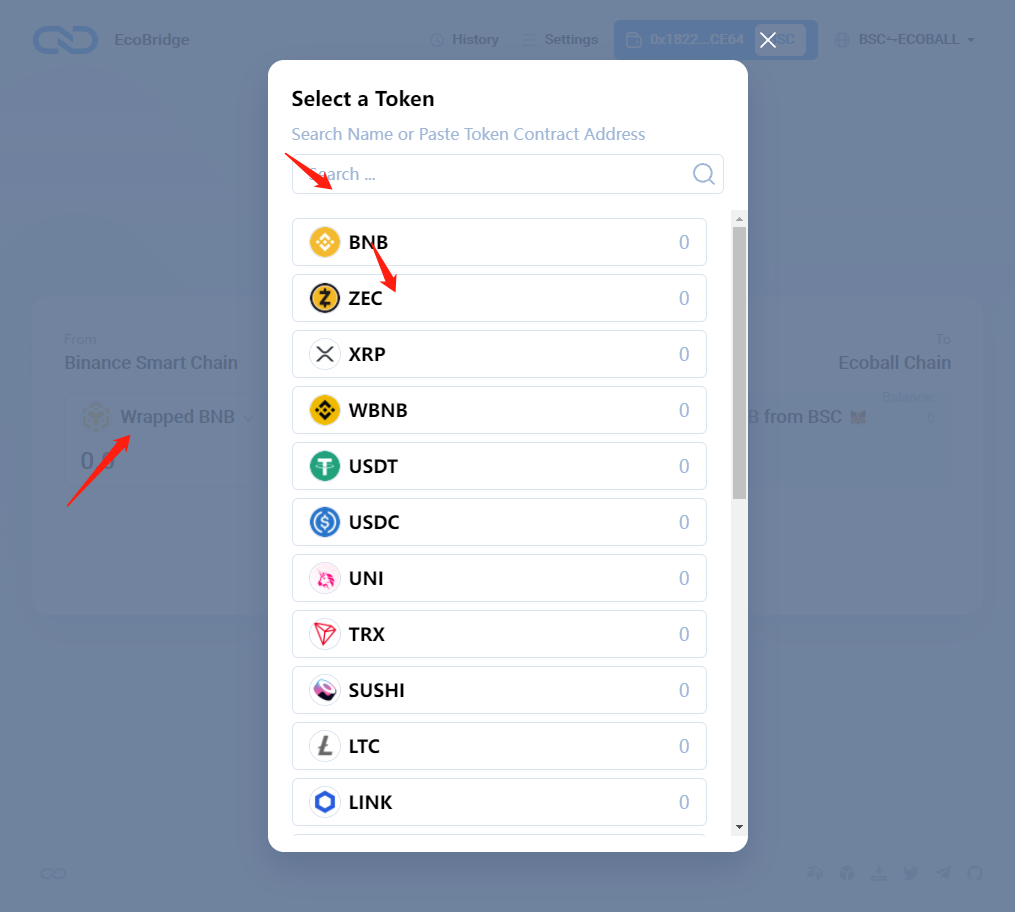 EcoBridge
History
Settings
0x1822...CE64
BSC
BSC⤳ECOBALL
Select a Token
Search Name or Paste Token Contract Address
Search ...
BNB 0
ZEC 0
XRP 0
WBNB 0
USDT 0
USDC 0
UNI 0
TRX 0
SUSHI 0
LTC 0
LINK 0
From
Binance Smart Chain
Wrapped BNB
0.0
To
Ecoball Chain
Balance:
B from BSC
0